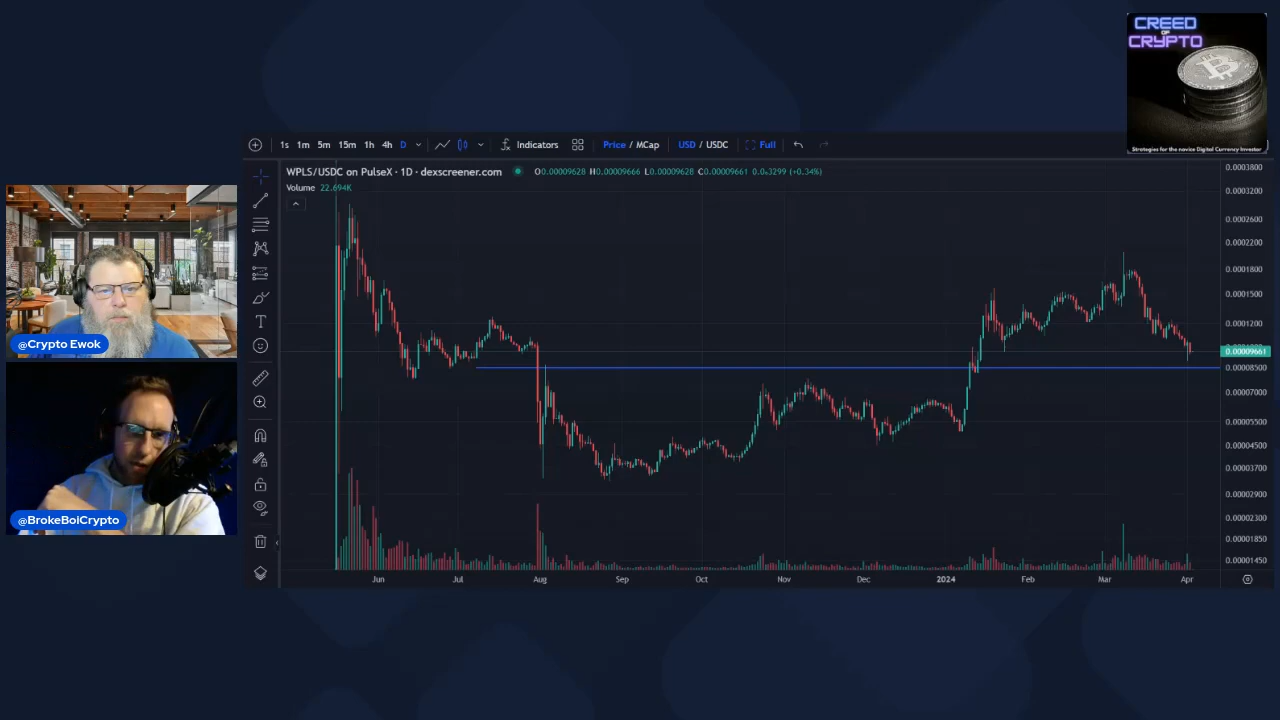 CREED
OF
CRYPTO
Strategies for the novice Digital Currency Investor
1s 1m 5m 15m 1h 4h D Indicators Price / MCap USD / USDC Full
WPLS/USDC on PulseX · 1D · dexscreener.com O0.00009628 H0.00009666 L0.00009628 C0.00009661 0.0₆3299 (+0.34%)
Volume 22.694K
0.0003800
0.0003200
0.0002600
0.0002200
0.0001800
0.0001500
0.0001200
0.00009661
0.00008500
0.00007000
0.00005500
0.00004500
0.00003700
0.00002900
0.00002300
0.00001850
0.00001450
Jun Jul Aug Sep Oct Nov Dec 2024 Feb Mar Apr
@Crypto Ewok
@BrokeBoiCrypto